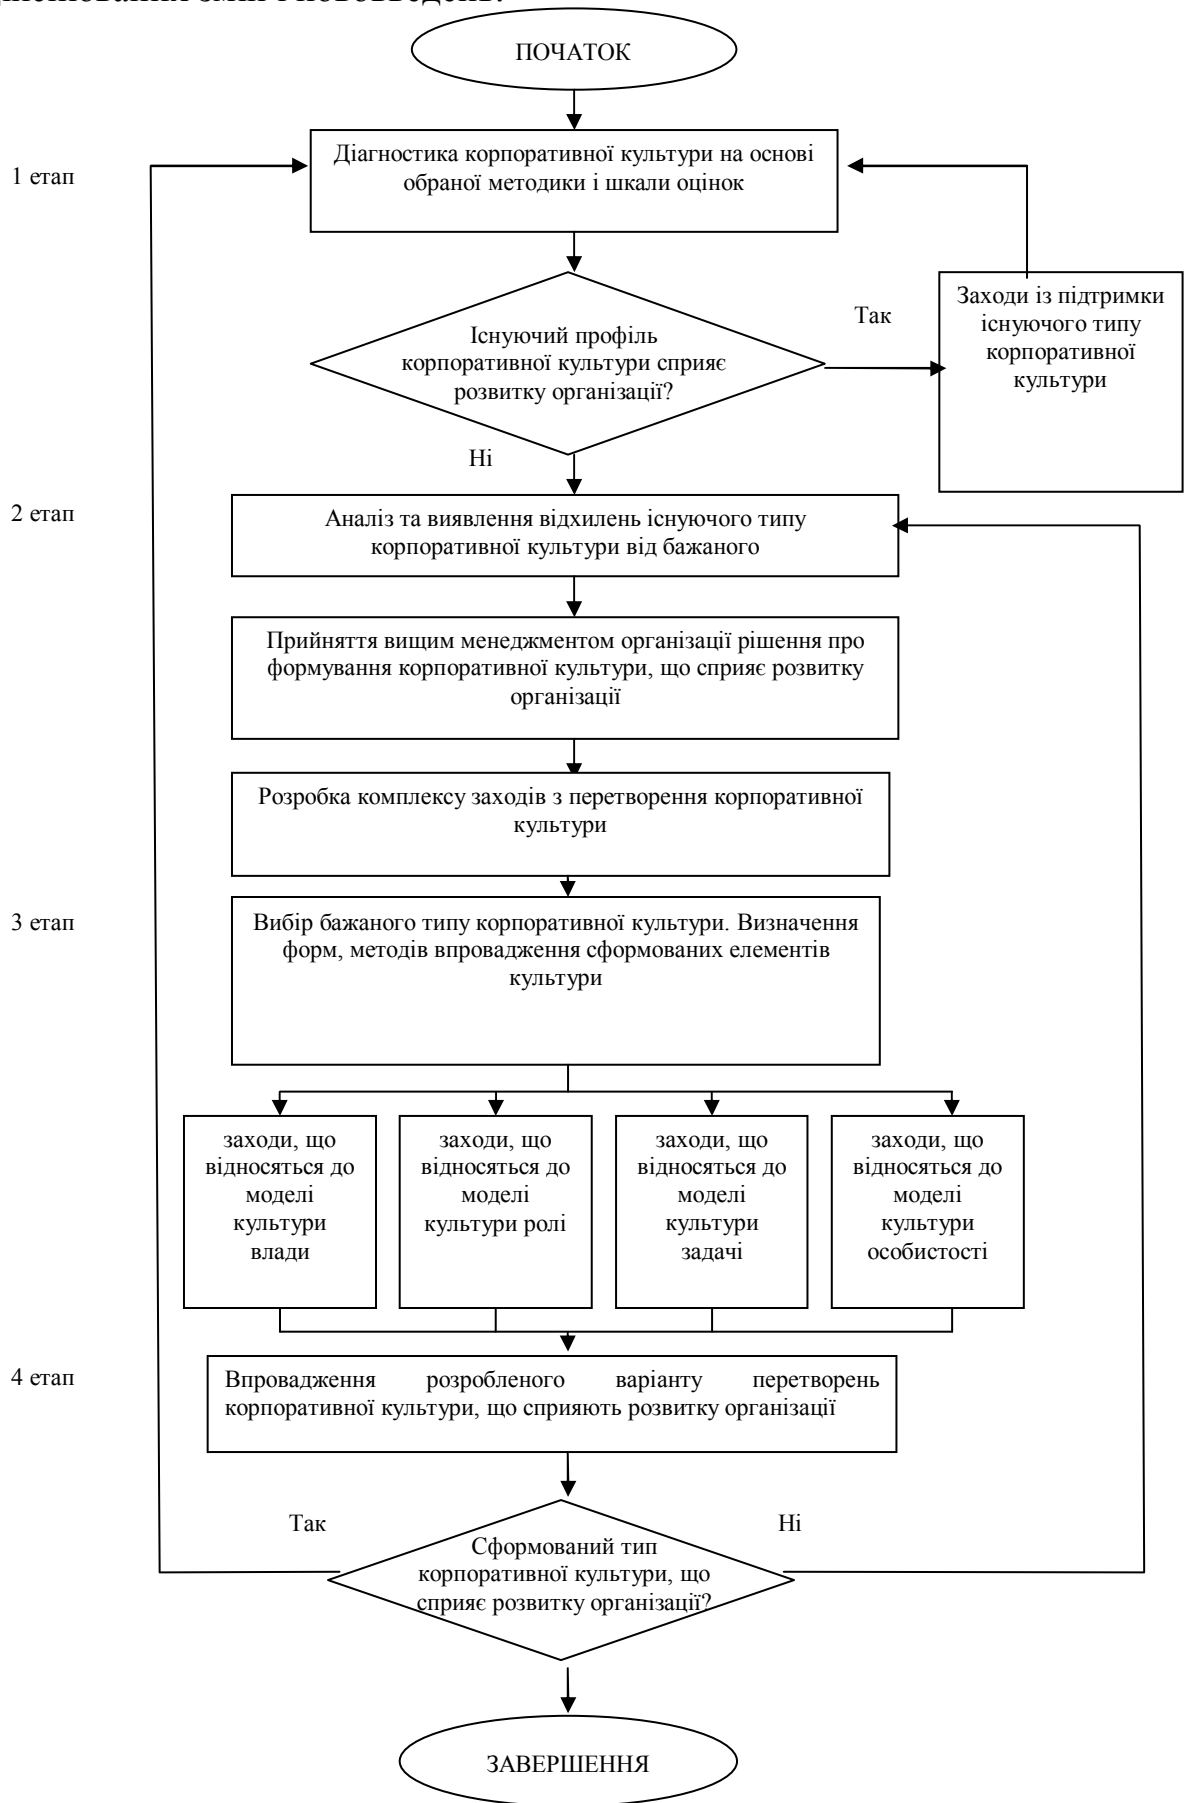 ПОЧАТОК
1 етап
Діагностика корпоративної культури на основі
обраної методики і шкали оцінок
Існуючий профіль
корпоративної культури сприяє
розвитку організації?
Так
Заходи із підтримки
існуючого типу
корпоративної
культури
Ні
2 етап
Аналіз та виявлення відхилень існуючого типу
корпоративної культури від бажаного
Прийняття вищим менеджментом організації рішення про
формування корпоративної культури, що сприяє розвитку
організації
Розробка комплексу заходів з перетворення корпоративної
культури
3 етап
Вибір бажаного типу корпоративної культури. Визначення
форм, методів впровадження сформованих елементів
культури
заходи, що
відносяться до
моделі
культури
влади
заходи, що
відносяться до
моделі
культури ролі
заходи, що
відносяться до
моделі
культури
задачі
заходи, що
відносяться до
моделі
культури
особистості
4 етап
Впровадження розробленого варіанту перетворень
корпоративної культури, що сприяють розвитку організації
Так
Ні
Сформований тип
корпоративної культури, що
сприяє розвитку організації?
ЗАВЕРШЕННЯ